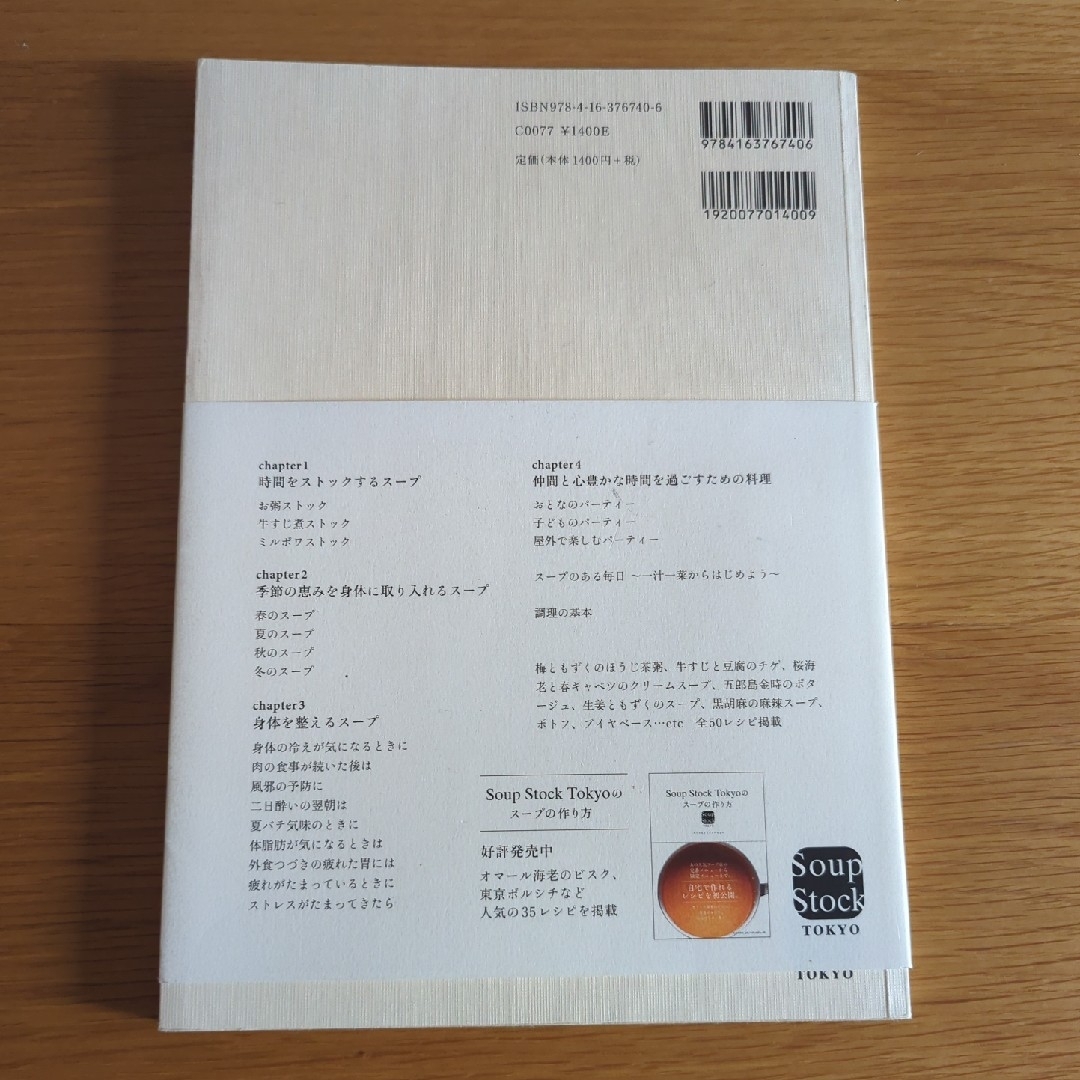 ISBN978-4-16-376740-6
C0077 ¥1400E
定価(本体1400円+税)
9784163767406
1920077014009
chapter1
時間をストックするスープ
お粥ストック
牛すじ煮ストック
ミルポワストック
chapter2
季節の恵みを身体に取り入れるスープ
春のスープ
夏のスープ
秋のスープ
冬のスープ
chapter3
身体を整えるスープ
身体の冷えが気になるときに
肉の食事が続いた後は
風邪の予防に
二日酔いの翌朝は
夏バテ気味のときに
体脂肪が気になるときは
外食つづきの疲れた胃には
疲れがたまっているときに
ストレスがたまってきたら
chapter4
仲間と心豊かな時間を過ごすための料理
おとなのパーティー
子どものパーティー
屋外で楽しむパーティー
スープのある毎日 〜一汁一菜からはじめよう〜
調理の基本
梅ともずくのほうじ茶粥、牛すじと豆腐のチゲ、桜海
老と春キャベツのクリームスープ、五郎島金時のポタ
ージュ、生姜ともずくのスープ、黒胡麻の麻辣スープ、
ポトフ、ブイヤベース…etc 全50レシピ掲載
Soup Stock Tokyoの
スープの作り方
好評発売中
オマール海老のビスク、
東京ボルシチなど
人気の35レシピを掲載
Soup Stock Tokyoの
スープの作り方
Soup
Stock
TOKYO
TOKYO